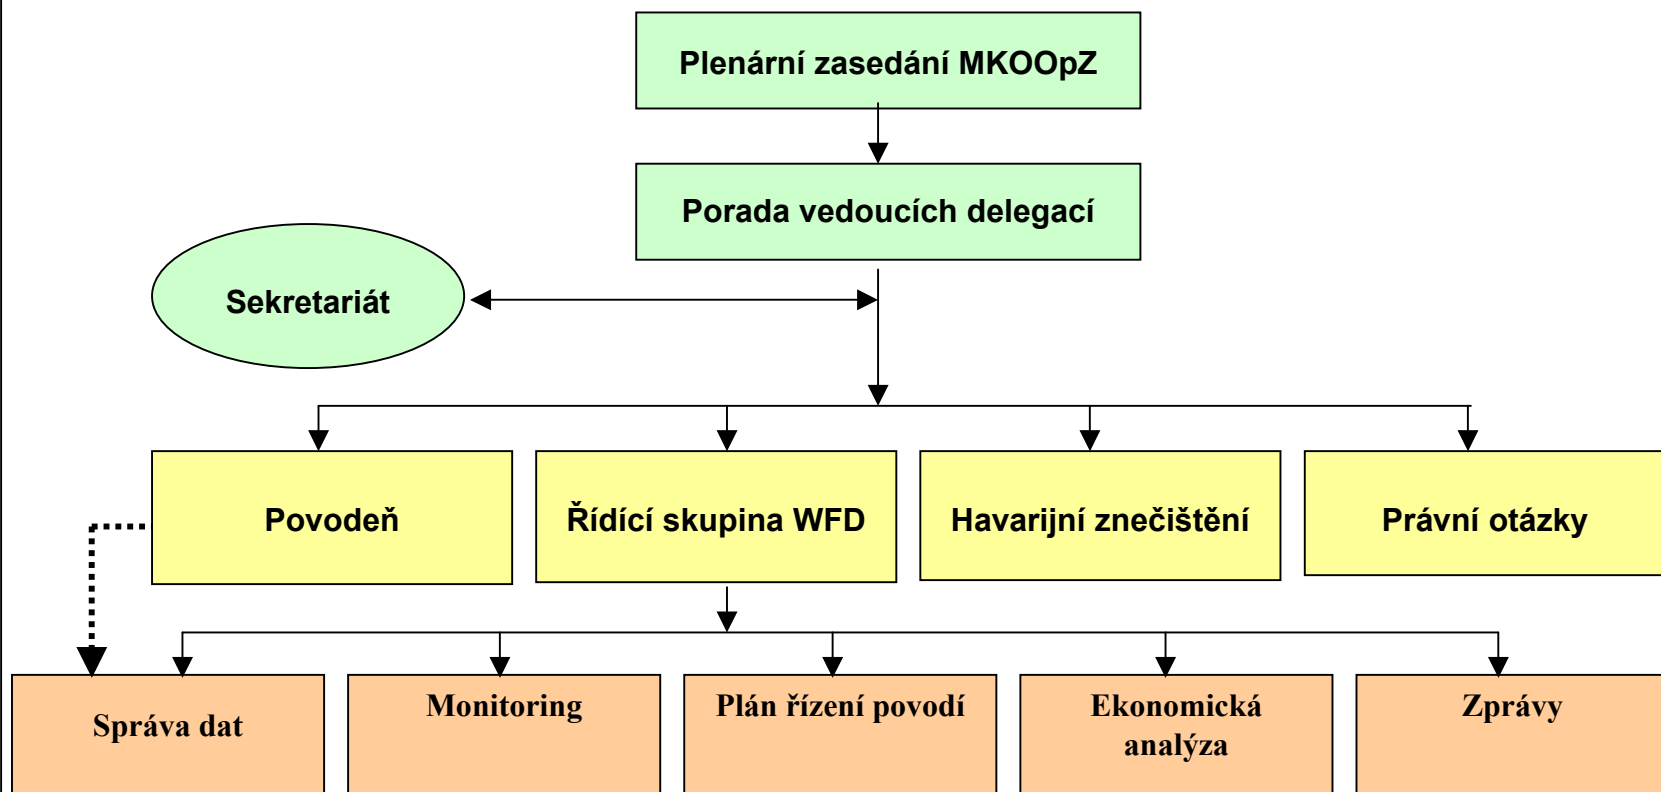 Plenární zasedání MKOOpZ
Porada vedoucích delegací
Sekretariát
Povodeň
Řídící skupina WFD
Havarijní znečištění
Právní otázky
Správa dat
Monitoring
Plán řízení povodí
Ekonomická
analýza
Zprávy